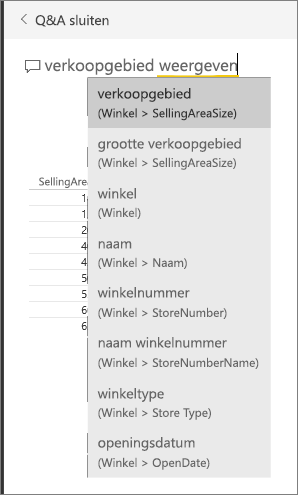 Q&A sluiten
verkoopgebied weergeven
verkoopgebied
(Winkel > SellingAreaSize)
grootte verkoopgebied
(Winkel > SellingAreaSize)
winkel
(Winkel)
naam
(Winkel > Naam)
winkelnummer
(Winkel > StoreNumber)
naam winkelnummer
(Winkel > StoreNumberName)
winkeltype
(Winkel > Store Type)
openingsdatum
(Winkel > OpenDate)
SellingArea
1
1
2
4
4
5
5
6
6